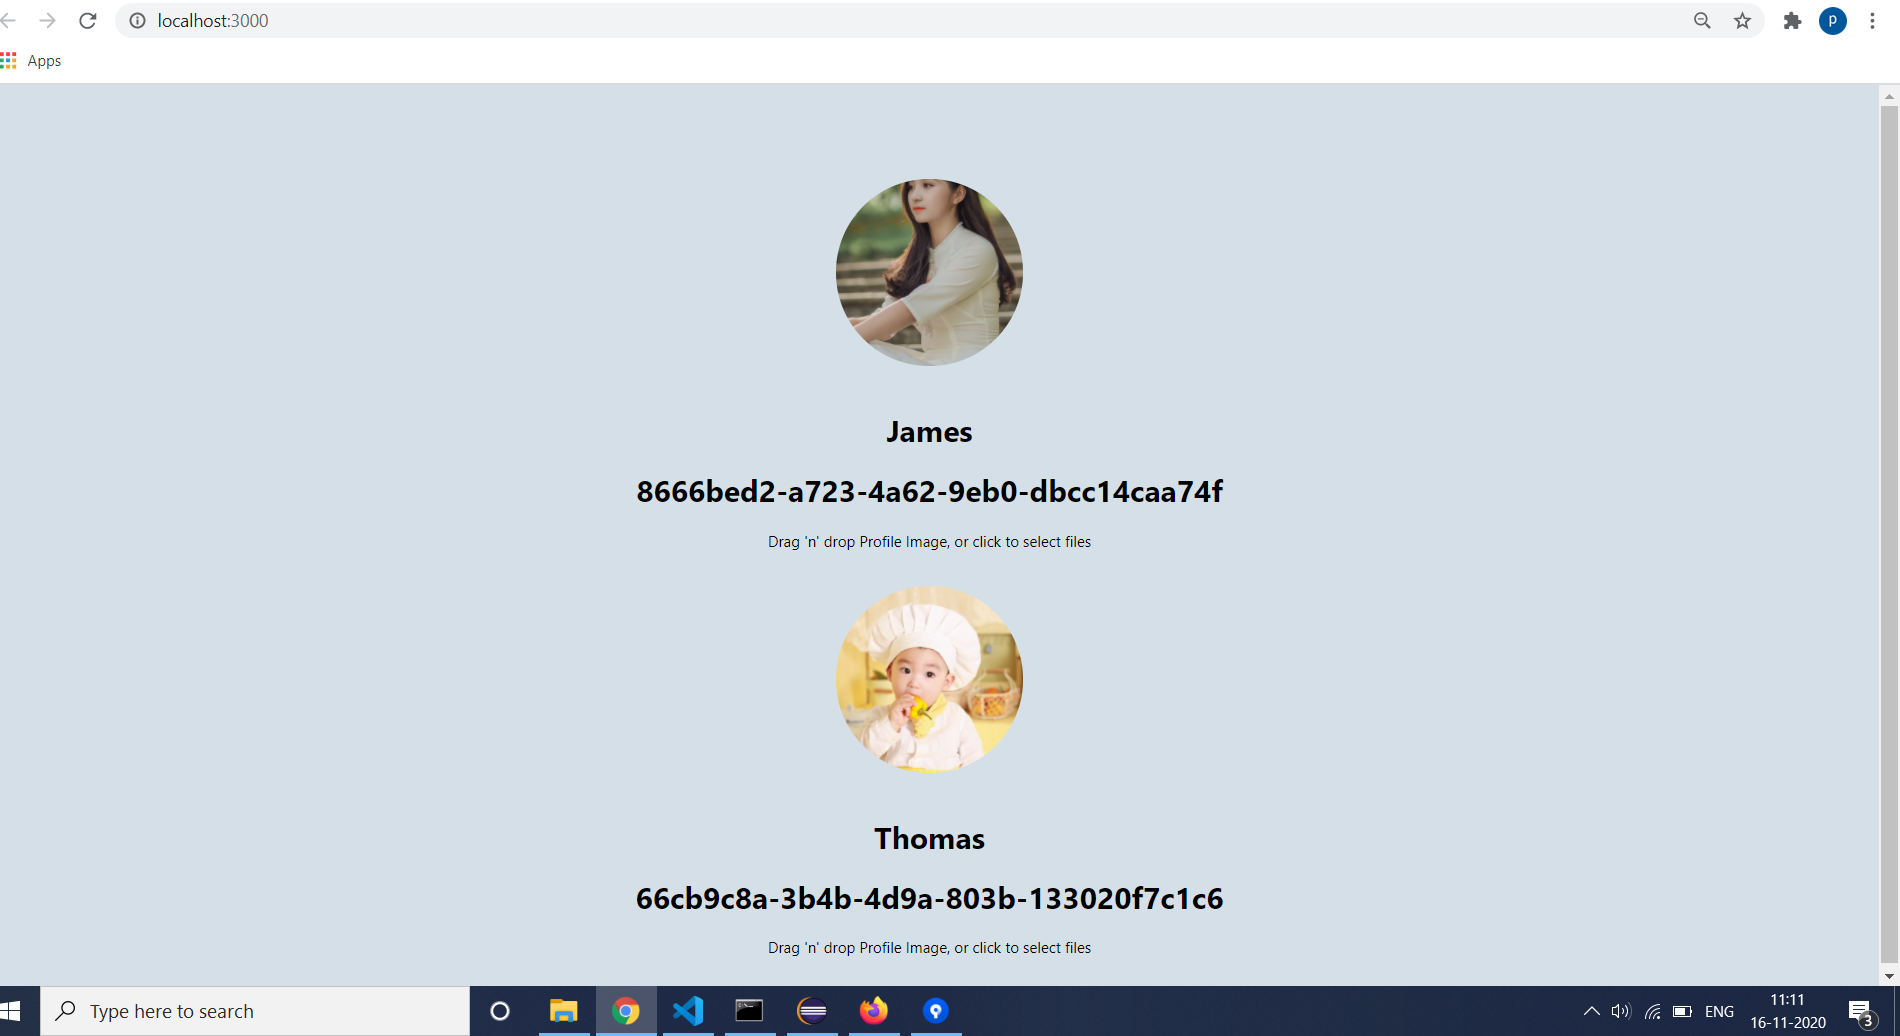 localhost:3000
p
Apps
James
8666bed2-a723-4a62-9eb0-dbcc14caa74f
Drag 'n' drop Profile Image, or click to select files
Thomas
66cb9c8a-3b4b-4d9a-803b-133020f7c1c6
Drag 'n' drop Profile Image, or click to select files
Type here to search
ENG
11:11
16-11-2020
3